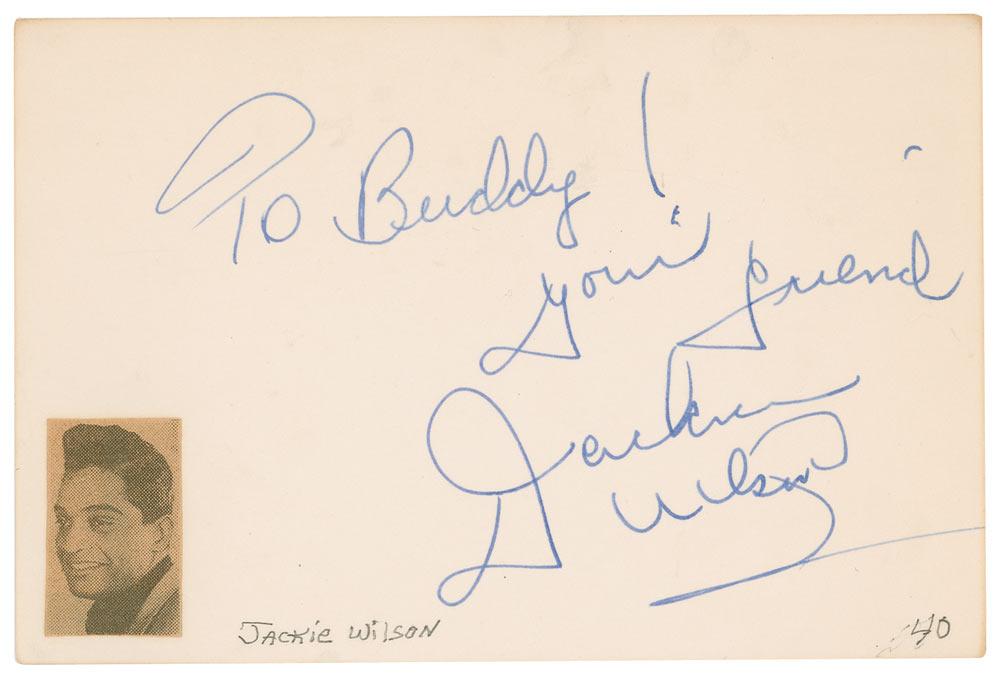 To Buddy!
Your friend
Jackie
Wilson
JACKiE WilSON
40